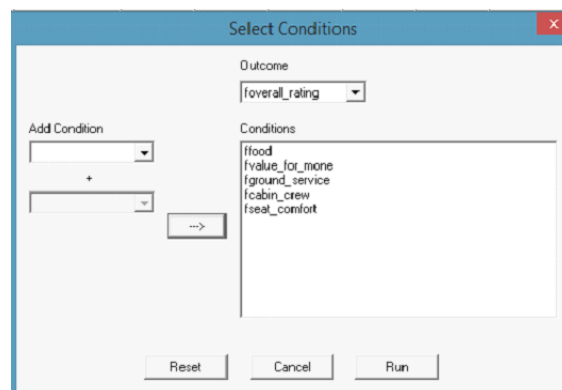 Select Conditions
x
Outcome
foverall_rating
Add Condition
Conditions
+
--->
ffood
fvalue_for_mone
fground_service
fcabin_crew
fseat_comfort
Reset
Cancel
Run